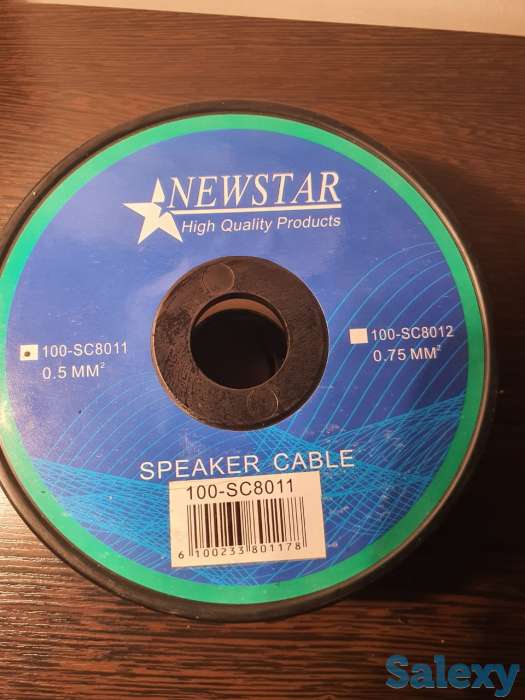 NEWSTAR
High Quality Products
100-SC8011
0.5 MM²
100-SC8012
0.75 MM²
SPEAKER CABLE
100-SC8011
6 100233 801178
Salexy